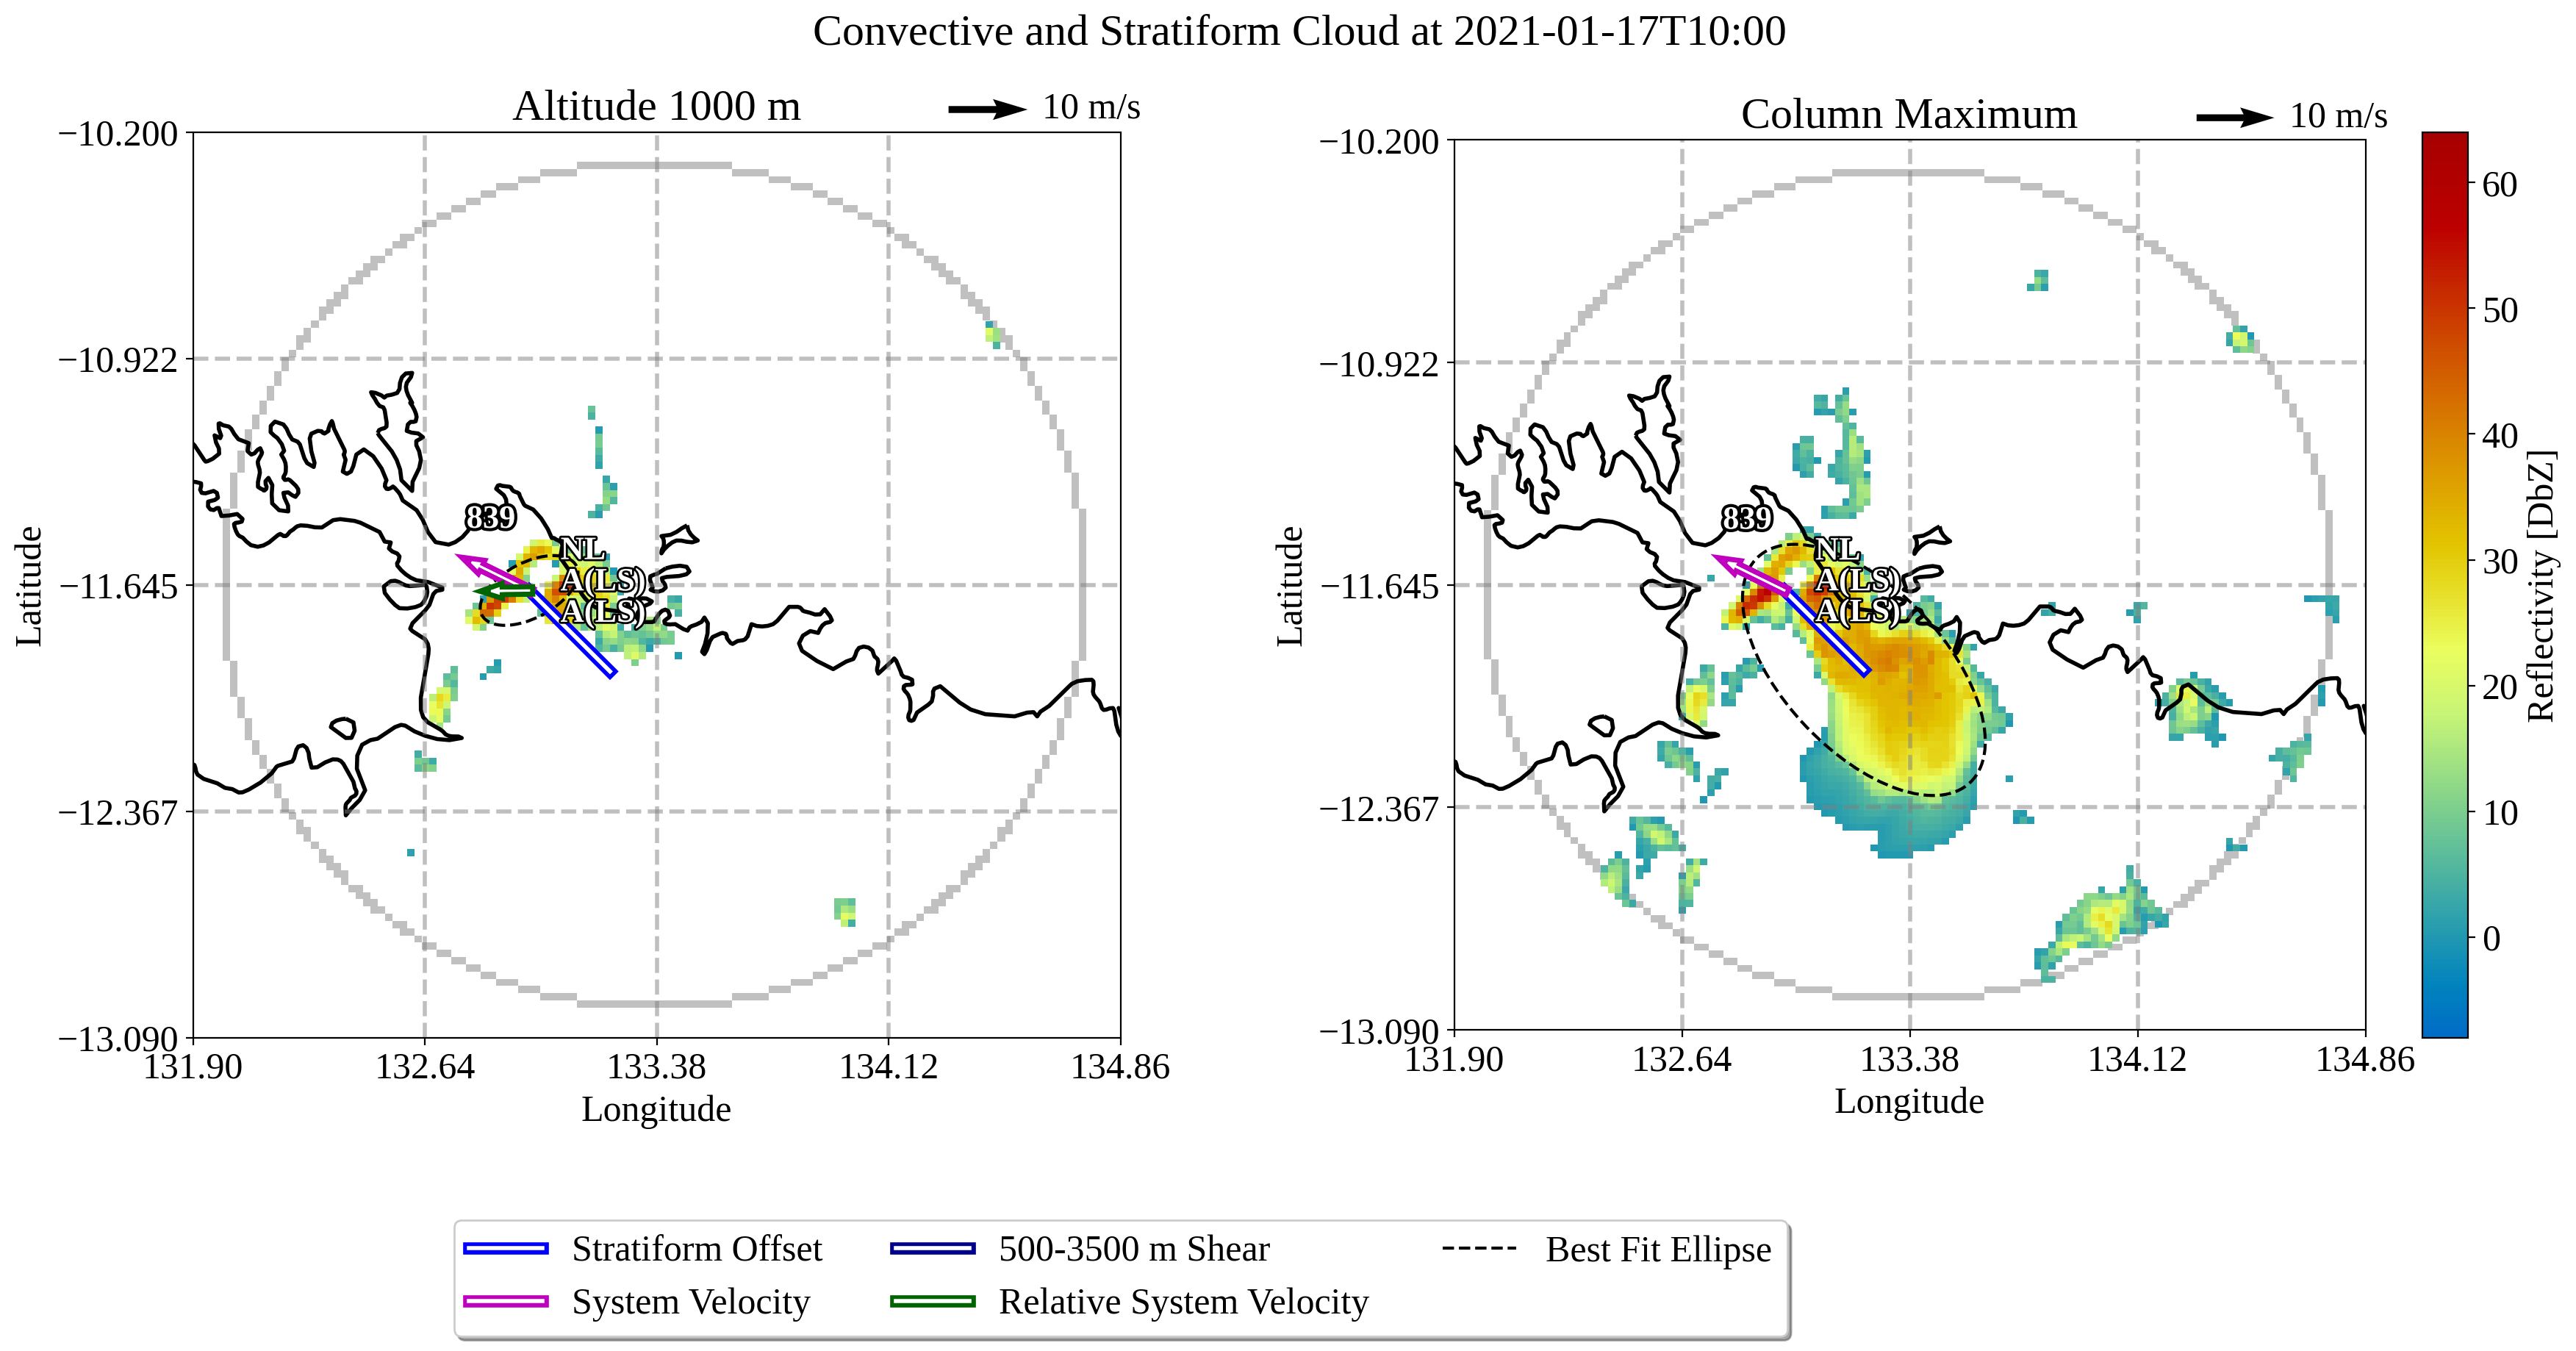 Convective and Stratiform Cloud at 2021-01-17T10:00
Altitude 1000 m
10 m/s
−10.200
−10.922
−11.645
−12.367
−13.090
Latitude
839
NL
A(LS)
A(LS)
131.90
132.64
133.38
134.12
134.86
Longitude
Column Maximum
10 m/s
−10.200
−10.922
−11.645
−12.367
−13.090
Latitude
839
NL
A(LS)
A(LS)
131.90
132.64
133.38
134.12
134.86
Longitude
60
50
40
30
20
10
0
Reflectivity [DbZ]
Stratiform Offset
System Velocity
500-3500 m Shear
Relative System Velocity
Best Fit Ellipse